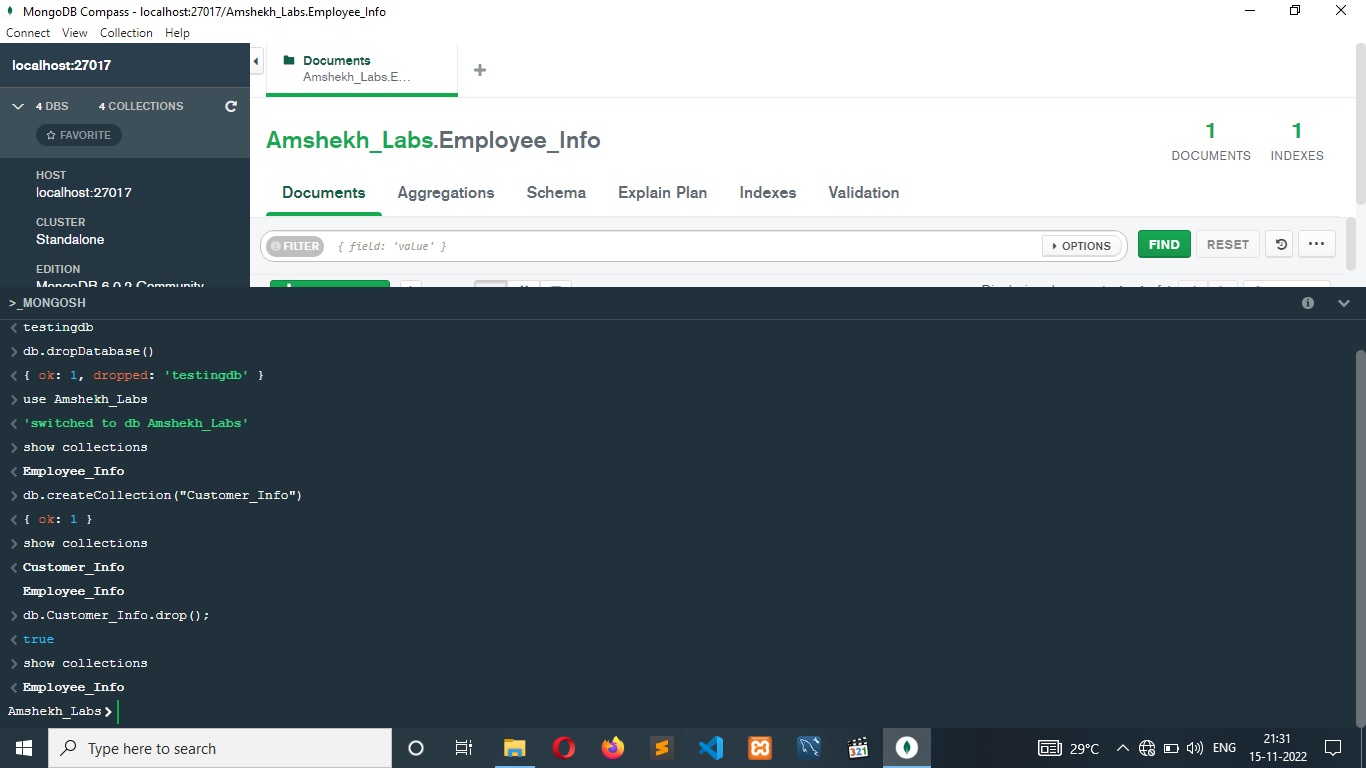 MongoDB Compass - localhost:27017/Amshekh_Labs.Employee_Info
Connect View Collection Help
localhost:27017
4 DBS 4 COLLECTIONS
FAVORITE
HOST
localhost:27017
CLUSTER
Standalone
EDITION
MongoDB 6.0.2 Community
Documents
Amshekh_Labs.E...
Amshekh_Labs.Employee_Info
1
DOCUMENTS
1
INDEXES
Documents Aggregations Schema Explain Plan Indexes Validation
FILTER { field: 'value' } OPTIONS FIND RESET
>_MONGOSH
testingdb
db.dropDatabase()
{ ok: 1, dropped: 'testingdb' }
use Amshekh_Labs
'switched to db Amshekh_Labs'
show collections
Employee_Info
db.createCollection("Customer_Info")
{ ok: 1 }
show collections
Customer_Info
Employee_Info
db.Customer_Info.drop();
true
show collections
Employee_Info
Amshekh_Labs>
Type here to search
321
29°C
ENG
21:31
15-11-2022